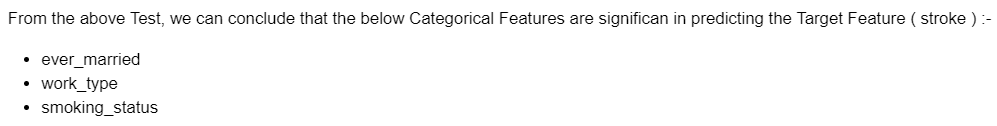 From the above Test, we can conclude that the below Categorical Features are significan in predicting the Target Feature ( stroke ) :-
• ever_married
• work_type
• smoking_status